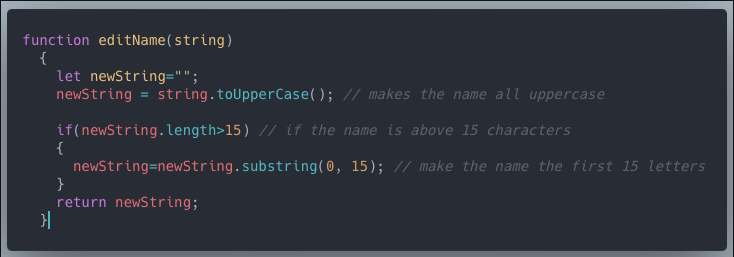 function editName(string)
{
let newString="";
newString = string.toUpperCase(); // makes the name all uppercase
if(newString.length>15) // if the name is above 15 characters
{
newString=newString.substring(0, 15); // make the name the first 15 letters
}
return newString;
}